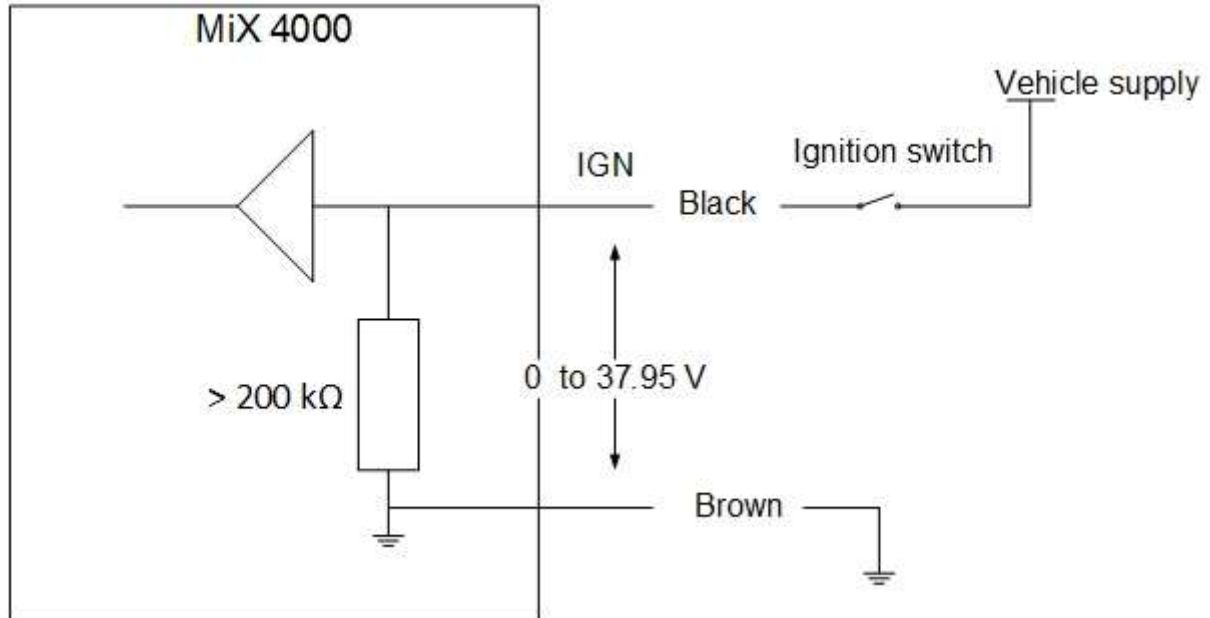 MiX 4000
Vehicle supply
Ignition switch
IGN
Black
0 to 37.95 V
> 200 kΩ
Brown